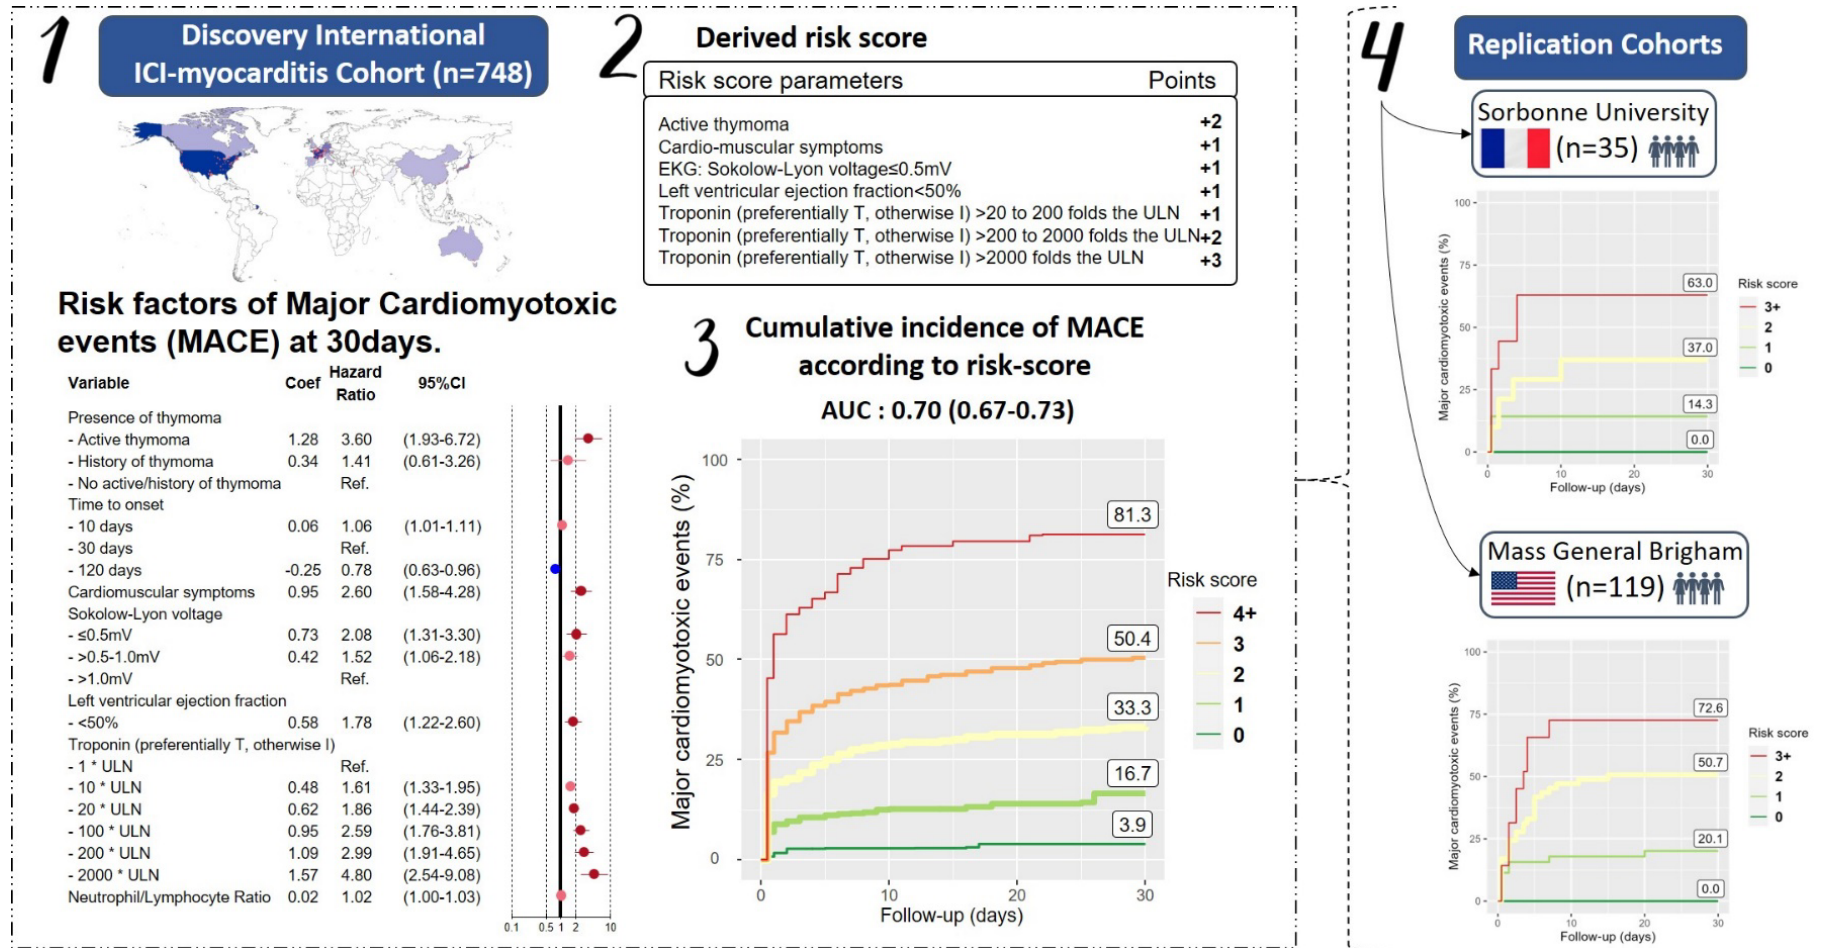 1
Discovery International
ICI-myocarditis Cohort (n=748)
Risk factors of Major Cardiomyotoxic
events (MACE) at 30days.
Variable Coef Hazard Ratio 95%CI
Presence of thymoma
- Active thymoma 1.28 3.60 (1.93-6.72)
- History of thymoma 0.34 1.41 (0.61-3.26)
- No active/history of thymoma Ref.
Time to onset
- 10 days 0.06 1.06 (1.01-1.11)
- 30 days Ref.
- 120 days -0.25 0.78 (0.63-0.96)
Cardiomuscular symptoms 0.95 2.60 (1.58-4.28)
Sokolow-Lyon voltage
- ≤0.5mV 0.73 2.08 (1.31-3.30)
- >0.5-1.0mV 0.42 1.52 (1.06-2.18)
- >1.0mV Ref.
Left ventricular ejection fraction
- <50% 0.58 1.78 (1.22-2.60)
Troponin (preferentially T, otherwise I)
- 1 * ULN Ref.
- 10 * ULN 0.48 1.61 (1.33-1.95)
- 20 * ULN 0.62 1.86 (1.44-2.39)
- 100 * ULN 0.95 2.59 (1.76-3.81)
- 200 * ULN 1.09 2.99 (1.91-4.65)
- 2000 * ULN 1.57 4.80 (2.54-9.08)
Neutrophil/Lymphocyte Ratio 0.02 1.02 (1.00-1.03)
0.1 0.5 1 2 10
2
Derived risk score
Risk score parameters Points
Active thymoma +2
Cardio-muscular symptoms +1
EKG: Sokolow-Lyon voltage≤0.5mV +1
Left ventricular ejection fraction<50% +1
Troponin (preferentially T, otherwise I) >20 to 200 folds the ULN +1
Troponin (preferentially T, otherwise I) >200 to 2000 folds the ULN+2
Troponin (preferentially T, otherwise I) >2000 folds the ULN +3
3
Cumulative incidence of MACE
according to risk-score
AUC : 0.70 (0.67-0.73)
Major cardiomyotoxic events (%)
100
75
50
25
0
81.3
50.4
33.3
16.7
3.9
0 10 20 30
Follow-up (days)
Risk score
4+
3
2
1
0
4
Replication Cohorts
Sorbonne University
(n=35)
Major cardiomyotoxic events (%)
100
75
50
25
0
63.0
37.0
14.3
0.0
0 10 20 30
Follow-up (days)
Risk score
3+
2
1
0
Mass General Brigham
(n=119)
Major cardiomyotoxic events (%)
100
75
50
25
0
72.6
50.7
20.1
0.0
0 10 20 30
Follow-up (days)
Risk score
3+
2
1
0